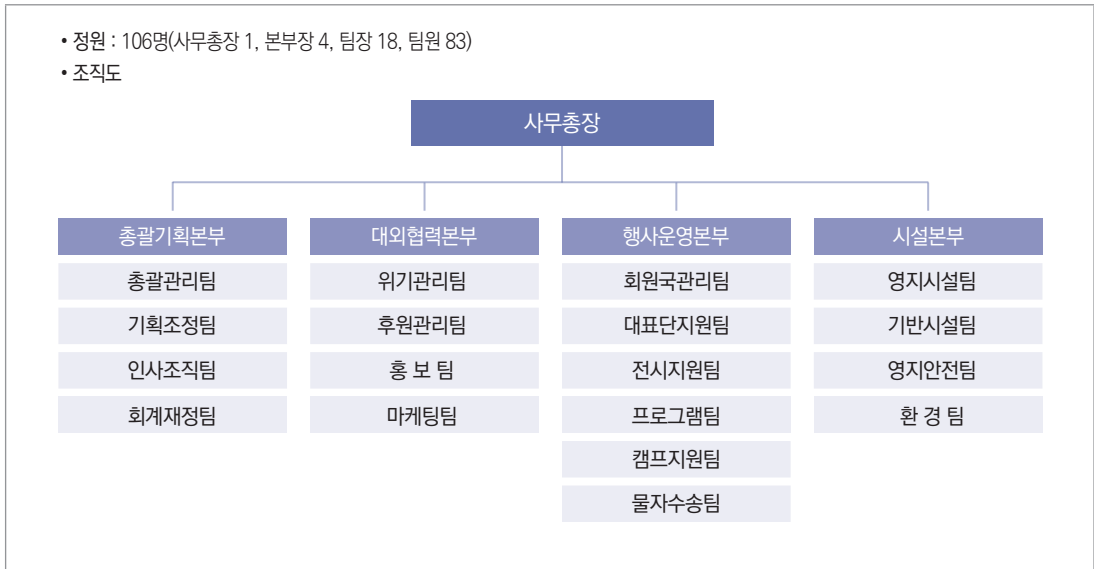 • 정원 : 106명(사무총장 1, 본부장 4, 팀장 18, 팀원 83)
• 조직도
사무총장
총괄기획본부 대외협력본부 행사운영본부 시설본부
총괄관리팀 위기관리팀 회원국관리팀 영지시설팀
기획조정팀 후원관리팀 대표단지원팀 기반시설팀
인사조직팀 홍 보 팀 전시지원팀 영지안전팀
회계재정팀 마케팅팀 프로그램팀 환 경 팀
캠프지원팀
물자수송팀